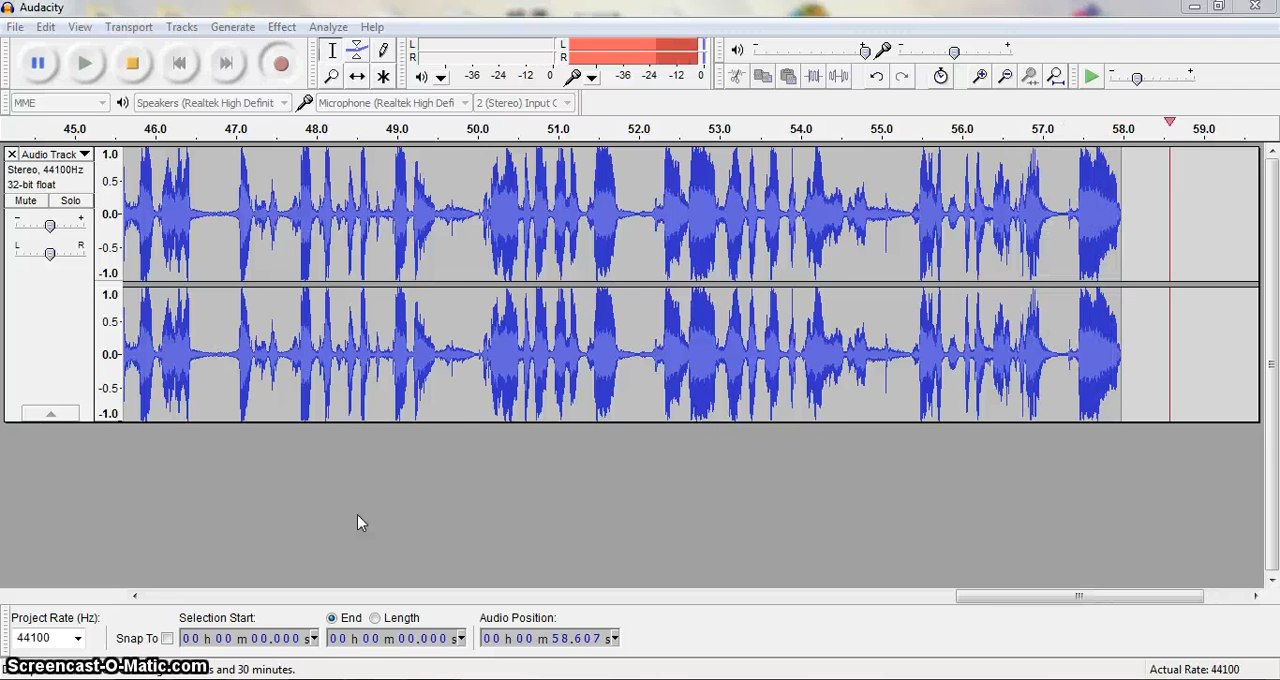 Audacity
File Edit View Transport Tracks Generate Effect Analyze Help
L R -36 -24 -12 0 L R -36 -24 -12 0
MME Speakers (Realtek High Definit Microphone (Realtek High Defi 2 (Stereo) Input C
45.0 46.0 47.0 48.0 49.0 50.0 51.0 52.0 53.0 54.0 55.0 56.0 57.0 58.0 59.0
Audio Track 1.0
Stereo, 44100Hz
32-bit float 0.5-
Mute Solo
- + 0.0-
L R -0.5-
-1.0
1.0
0.5-
0.0-
-0.5-
-1.0
Project Rate (Hz): Selection Start: End Length Audio Position:
44100 Snap To 00 h 00 m 00.000 s 00 h 00 m 00.000 s 00 h 00 m 58.607 s
Screencast-O-Matic.com s and 30 minutes. Actual Rate: 44100